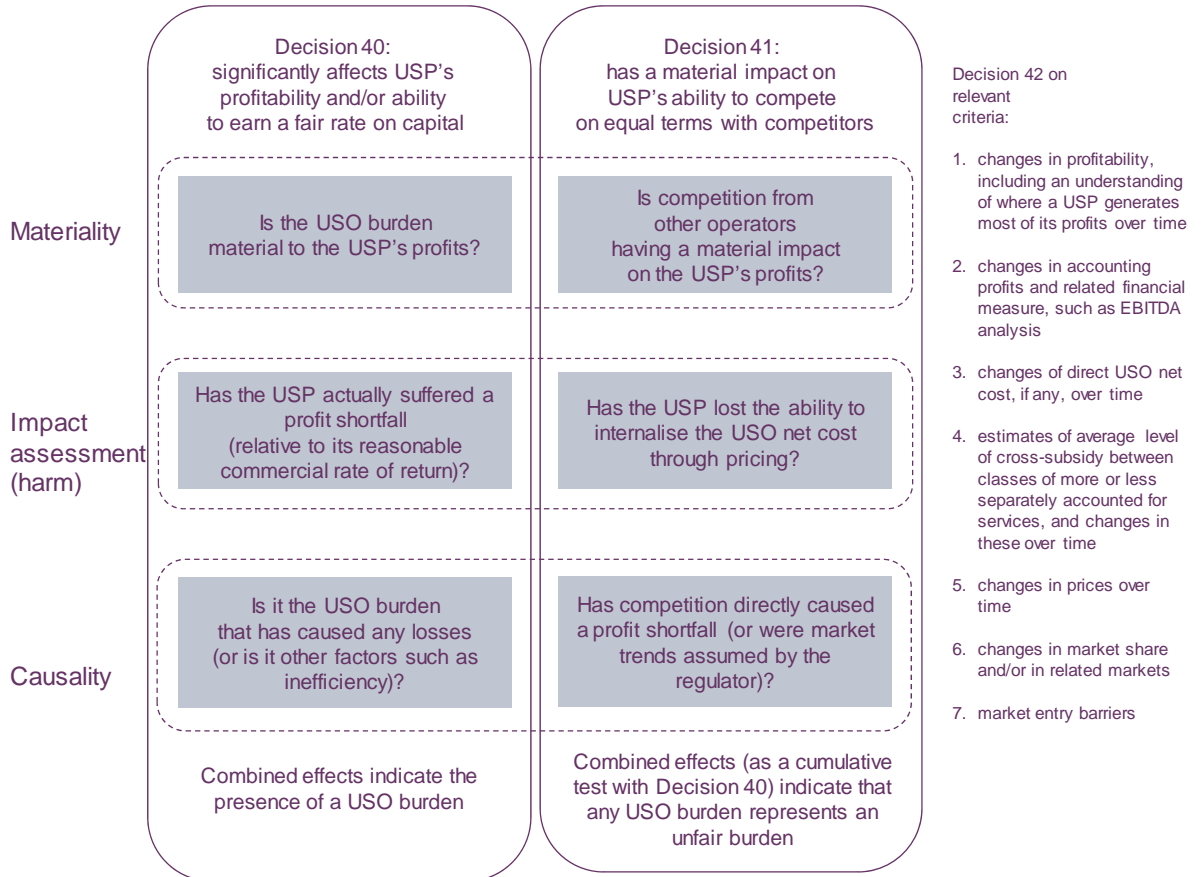 Decision 40:
significantly affects USP's
profitability and/or ability
to earn a fair rate on capital
Decision 41:
has a material impact on
USP's ability to compete
on equal terms with competitors
Decision 42 on
relevant
criteria:
1. changes in profitability,
including an understanding
of where a USP generates
most of its profits over time
2. changes in accounting
profits and related financial
measure, such as EBITDA
analysis
3. changes of direct USO net
cost, if any, over time
4. estimates of average level
of cross-subsidy between
classes of more or less
separately accounted for
services, and changes in
these over time
5. changes in prices over
time
6. changes in market share
and/or in related markets
7. market entry barriers
Materiality
Is the USO burden
material to the USP's profits?
Is competition from
other operators
having a material impact
on the USP's profits?
Impact
assessment
(harm)
Has the USP actually suffered a
profit shortfall
(relative to its reasonable
commercial rate of return)?
Has the USP lost the ability to
internalise the USO net cost
through pricing?
Causality
Is it the USO burden
that has caused any losses
(or is it other factors such as
inefficiency)?
Has competition directly caused
a profit shortfall (or were market
trends assumed by the
regulator)?
Combined effects indicate the
presence of a USO burden
Combined effects (as a cumulative
test with Decision 40) indicate that
any USO burden represents an
unfair burden